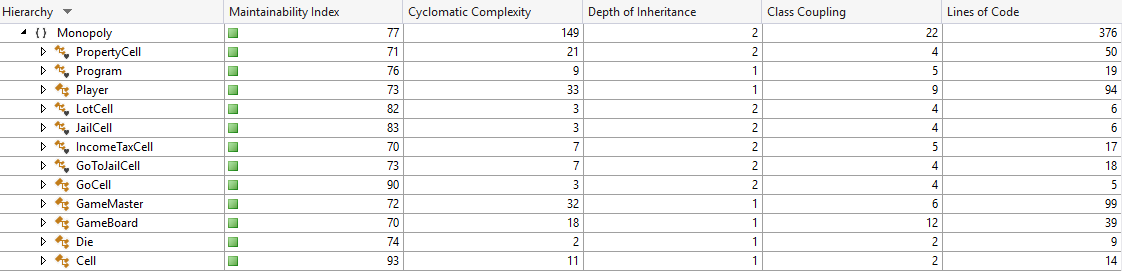 Hierarchy Maintainability Index Cyclomatic Complexity Depth of Inheritance Class Coupling Lines of Code
{ } Monopoly 77 149 2 22 376
PropertyCell 71 21 2 4 50
Program 76 9 1 5 19
Player 73 33 1 9 94
LotCell 82 3 2 4 6
JailCell 83 3 2 4 6
IncomeTaxCell 70 7 2 5 17
GoToJailCell 73 7 2 4 18
GoCell 90 3 2 4 5
GameMaster 72 32 1 6 99
GameBoard 70 18 1 12 39
Die 74 2 1 2 9
Cell 93 11 1 2 14